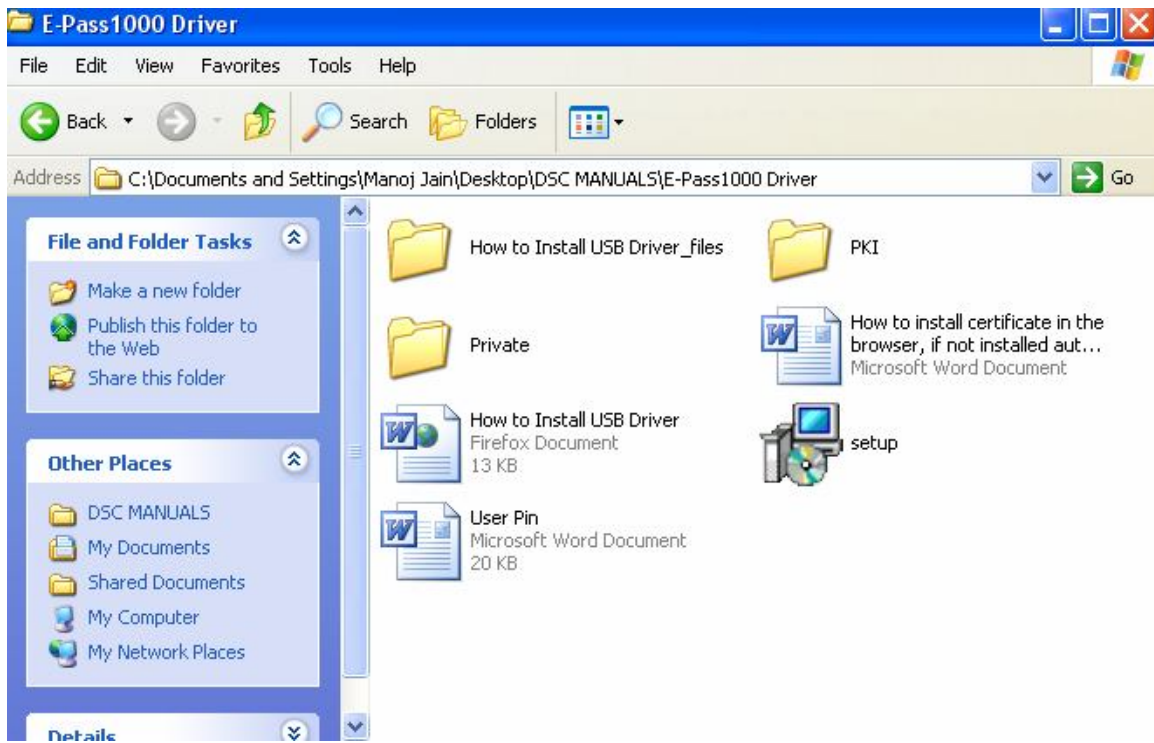 E-Pass1000 Driver
File Edit View Favorites Tools Help
Back Search Folders
Address C:\Documents and Settings\Manoj Jain\Desktop\DSC MANUALS\E-Pass1000 Driver Go
File and Folder Tasks
Make a new folder
Publish this folder to
the Web
Share this folder
Other Places
DSC MANUALS
My Documents
Shared Documents
My Computer
My Network Places
Details
How to Install USB Driver_files
PKI
Private
How to install certificate in the
browser, if not installed aut...
Microsoft Word Document
How to Install USB Driver
Firefox Document
13 KB
setup
User Pin
Microsoft Word Document
20 KB